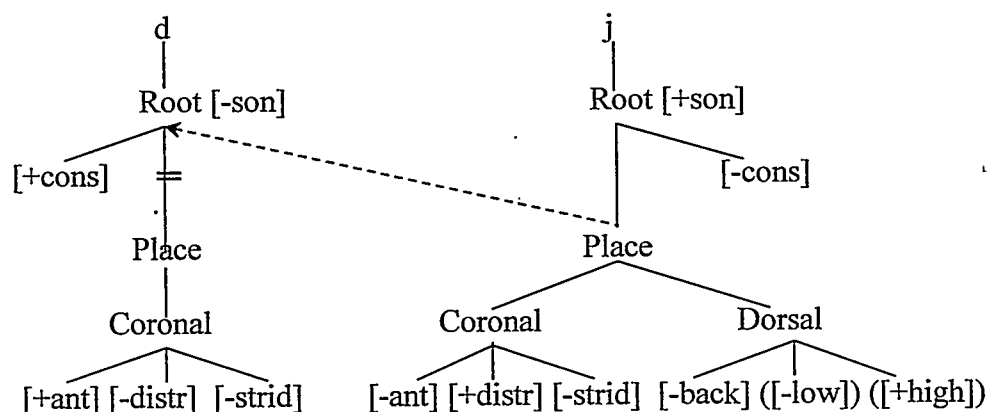 d j
Root [-son] Root [+son]
[+cons] [-cons]
Place Place
Coronal Coronal Dorsal
[+ant] [-distr] [-strid] [-ant] [+distr] [-strid] [-back] ([-low]) ([+high])